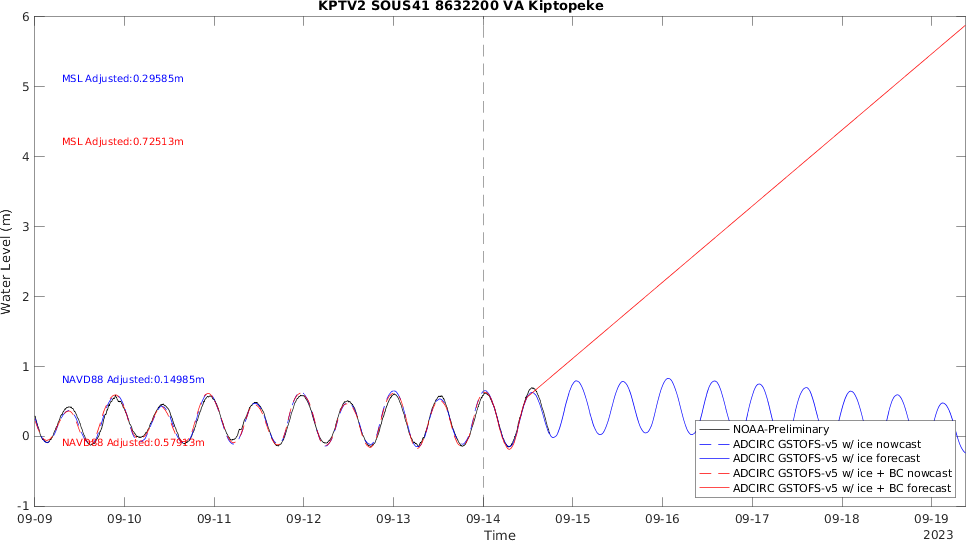 KPTV2 SOUS41 8632200 VA Kiptopeke
6
5
4
3
2
1
0
-1
Water Level (m)
MSL Adjusted:0.29585m
MSL Adjusted:0.72513m
NAVD88 Adjusted:0.14985m
NAVD88 Adjusted:0.57913m
NOAA-Preliminary
ADCIRC GSTOFS-v5 w/ ice nowcast
ADCIRC GSTOFS-v5 w/ ice forecast
ADCIRC GSTOFS-v5 w/ ice + BC nowcast
ADCIRC GSTOFS-v5 w/ ice + BC forecast
09-09 09-10 09-11 09-12 09-13 09-14 09-15 09-16 09-17 09-18 09-19
Time
2023